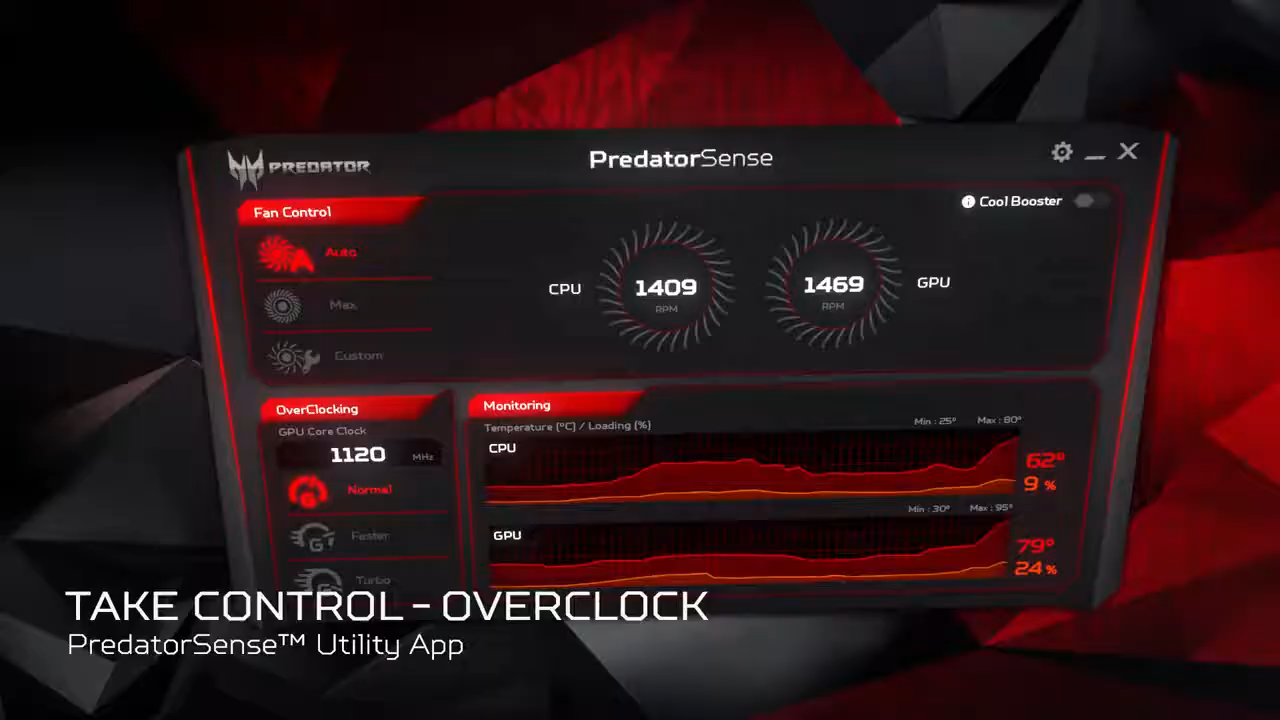 PREDATOR
PredatorSense
Fan Control
Cool Booster
Auto
Max
Custom
CPU
1409
RPM
1469
RPM
GPU
OverClocking
GPU Core Clock
1120 MHz
Normal
Faster
Turbo
Monitoring
Temperature (°C) / Loading (%)
Min : 25° Max : 80°
CPU
62°
9 %
Min : 30° Max : 95°
GPU
79°
24 %
TAKE CONTROL – OVERCLOCK
PredatorSense™ Utility App